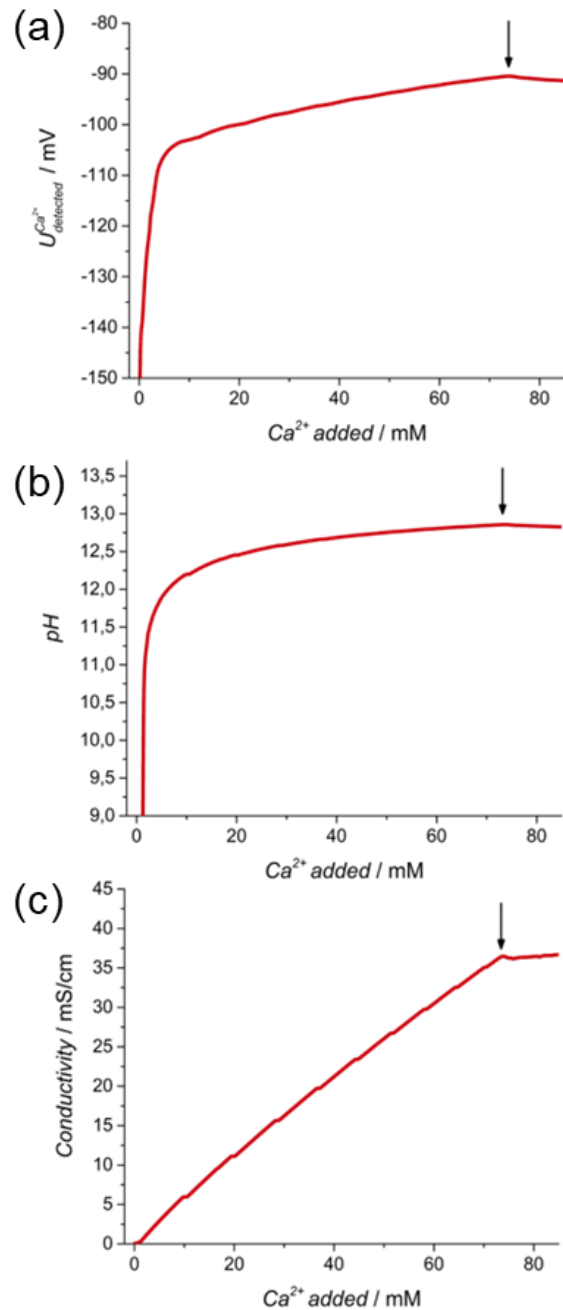 (a)
-80
-90
-100
-110
-120
-130
-140
-150
U^{Ca^{2+}}_{detected} / mV
0 20 40 60 80
Ca²⁺ added / mM
(b)
13,5
13,0
12,5
12,0
11,5
11,0
10,5
10,0
9,5
9,0
pH
0 20 40 60 80
Ca²⁺ added / mM
(c)
45
40
35
30
25
20
15
10
5
0
Conductivity / mS/cm
0 20 40 60 80
Ca²⁺ added / mM